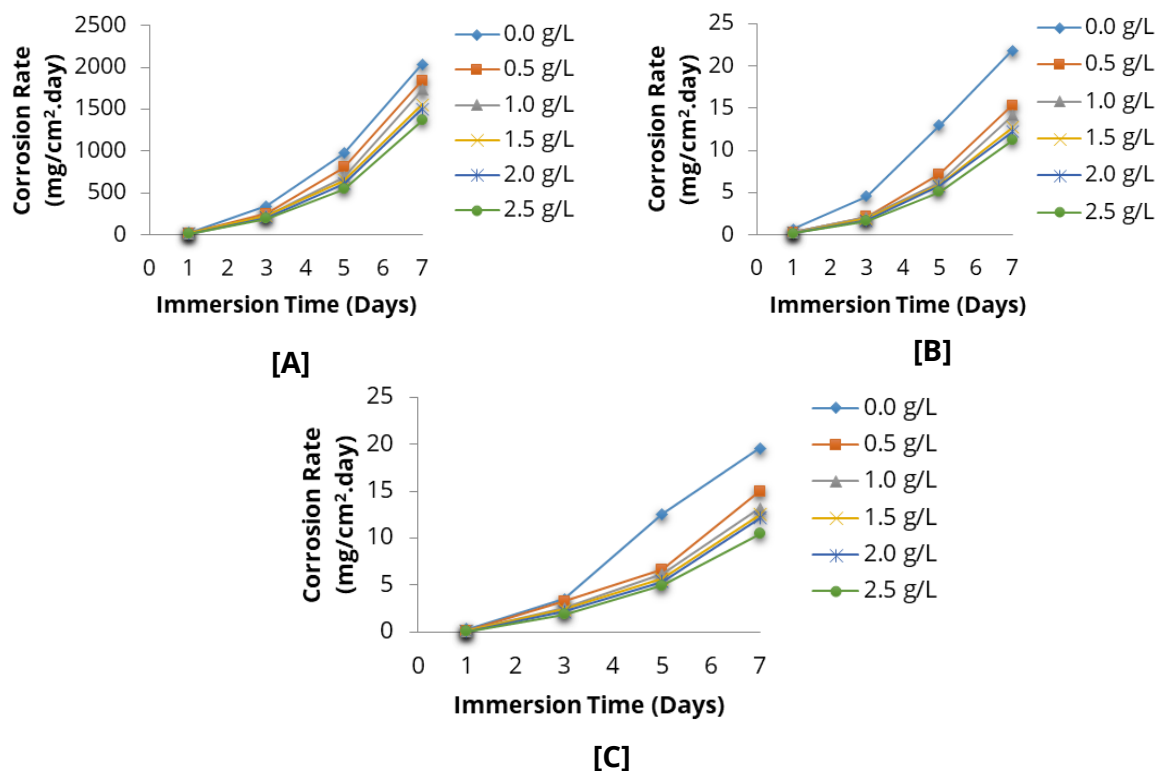 2500
2000
1500
1000
500
0
Corrosion Rate
(mg/cm².day)
0 1 2 3 4 5 6 7
Immersion Time (Days)
0.0 g/L
0.5 g/L
1.0 g/L
1.5 g/L
2.0 g/L
2.5 g/L
[A]
25
20
15
10
5
0
Corrosion Rate
(mg/cm².day)
0 1 2 3 4 5 6 7
Immersion Time (Days)
0.0 g/L
0.5 g/L
1.0 g/L
1.5 g/L
2.0 g/L
2.5 g/L
[B]
25
20
15
10
5
0
Corrosion Rate
(mg/cm².day)
0 1 2 3 4 5 6 7
Immersion Time (Days)
0.0 g/L
0.5 g/L
1.0 g/L
1.5 g/L
2.0 g/L
2.5 g/L
[C]